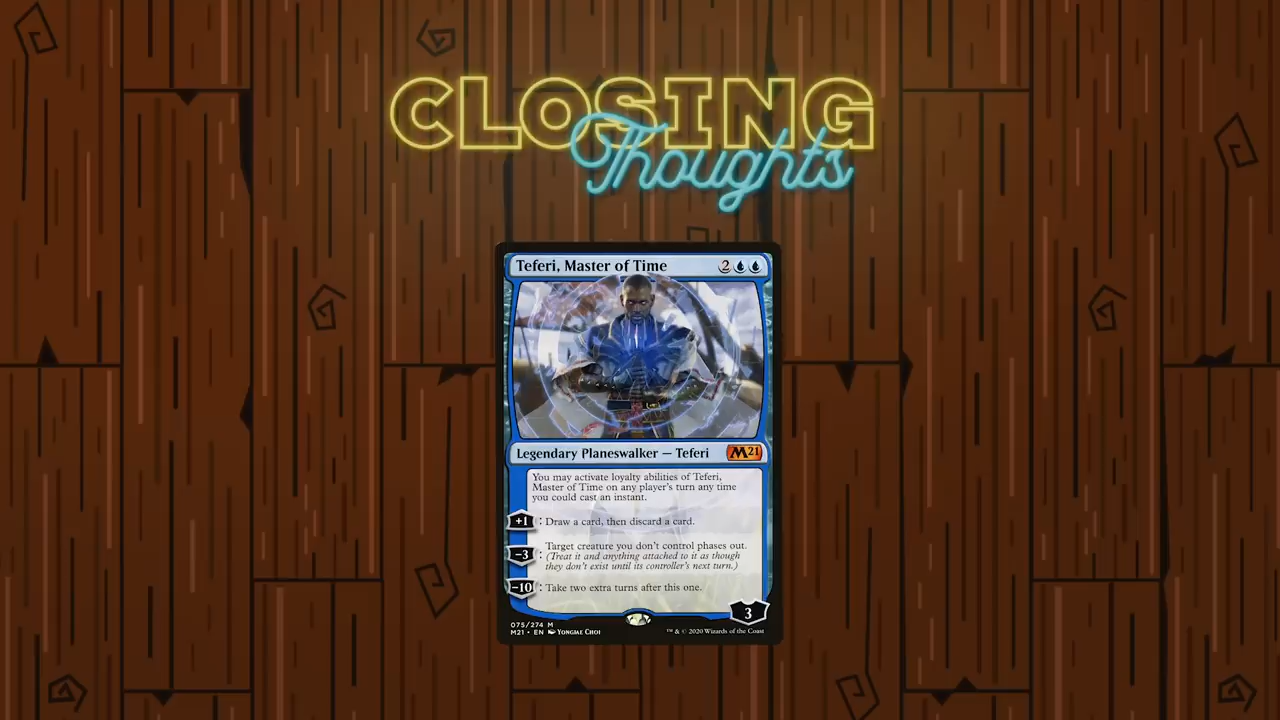 CLOSING
Thoughts
Teferi, Master of Time 2
Legendary Planeswalker — Teferi M21
You may activate loyalty abilities of Teferi,
Master of Time on any player's turn any time
you could cast an instant.
+1 : Draw a card, then discard a card.
Target creature you don't control phases out.
−3 : (Treat it and anything attached to it as though
they don't exist until its controller's next turn.)
−10 : Take two extra turns after this one.
3
075/274 M
M21 • EN Yongjae Choi ™ & © 2020 Wizards of the Coast